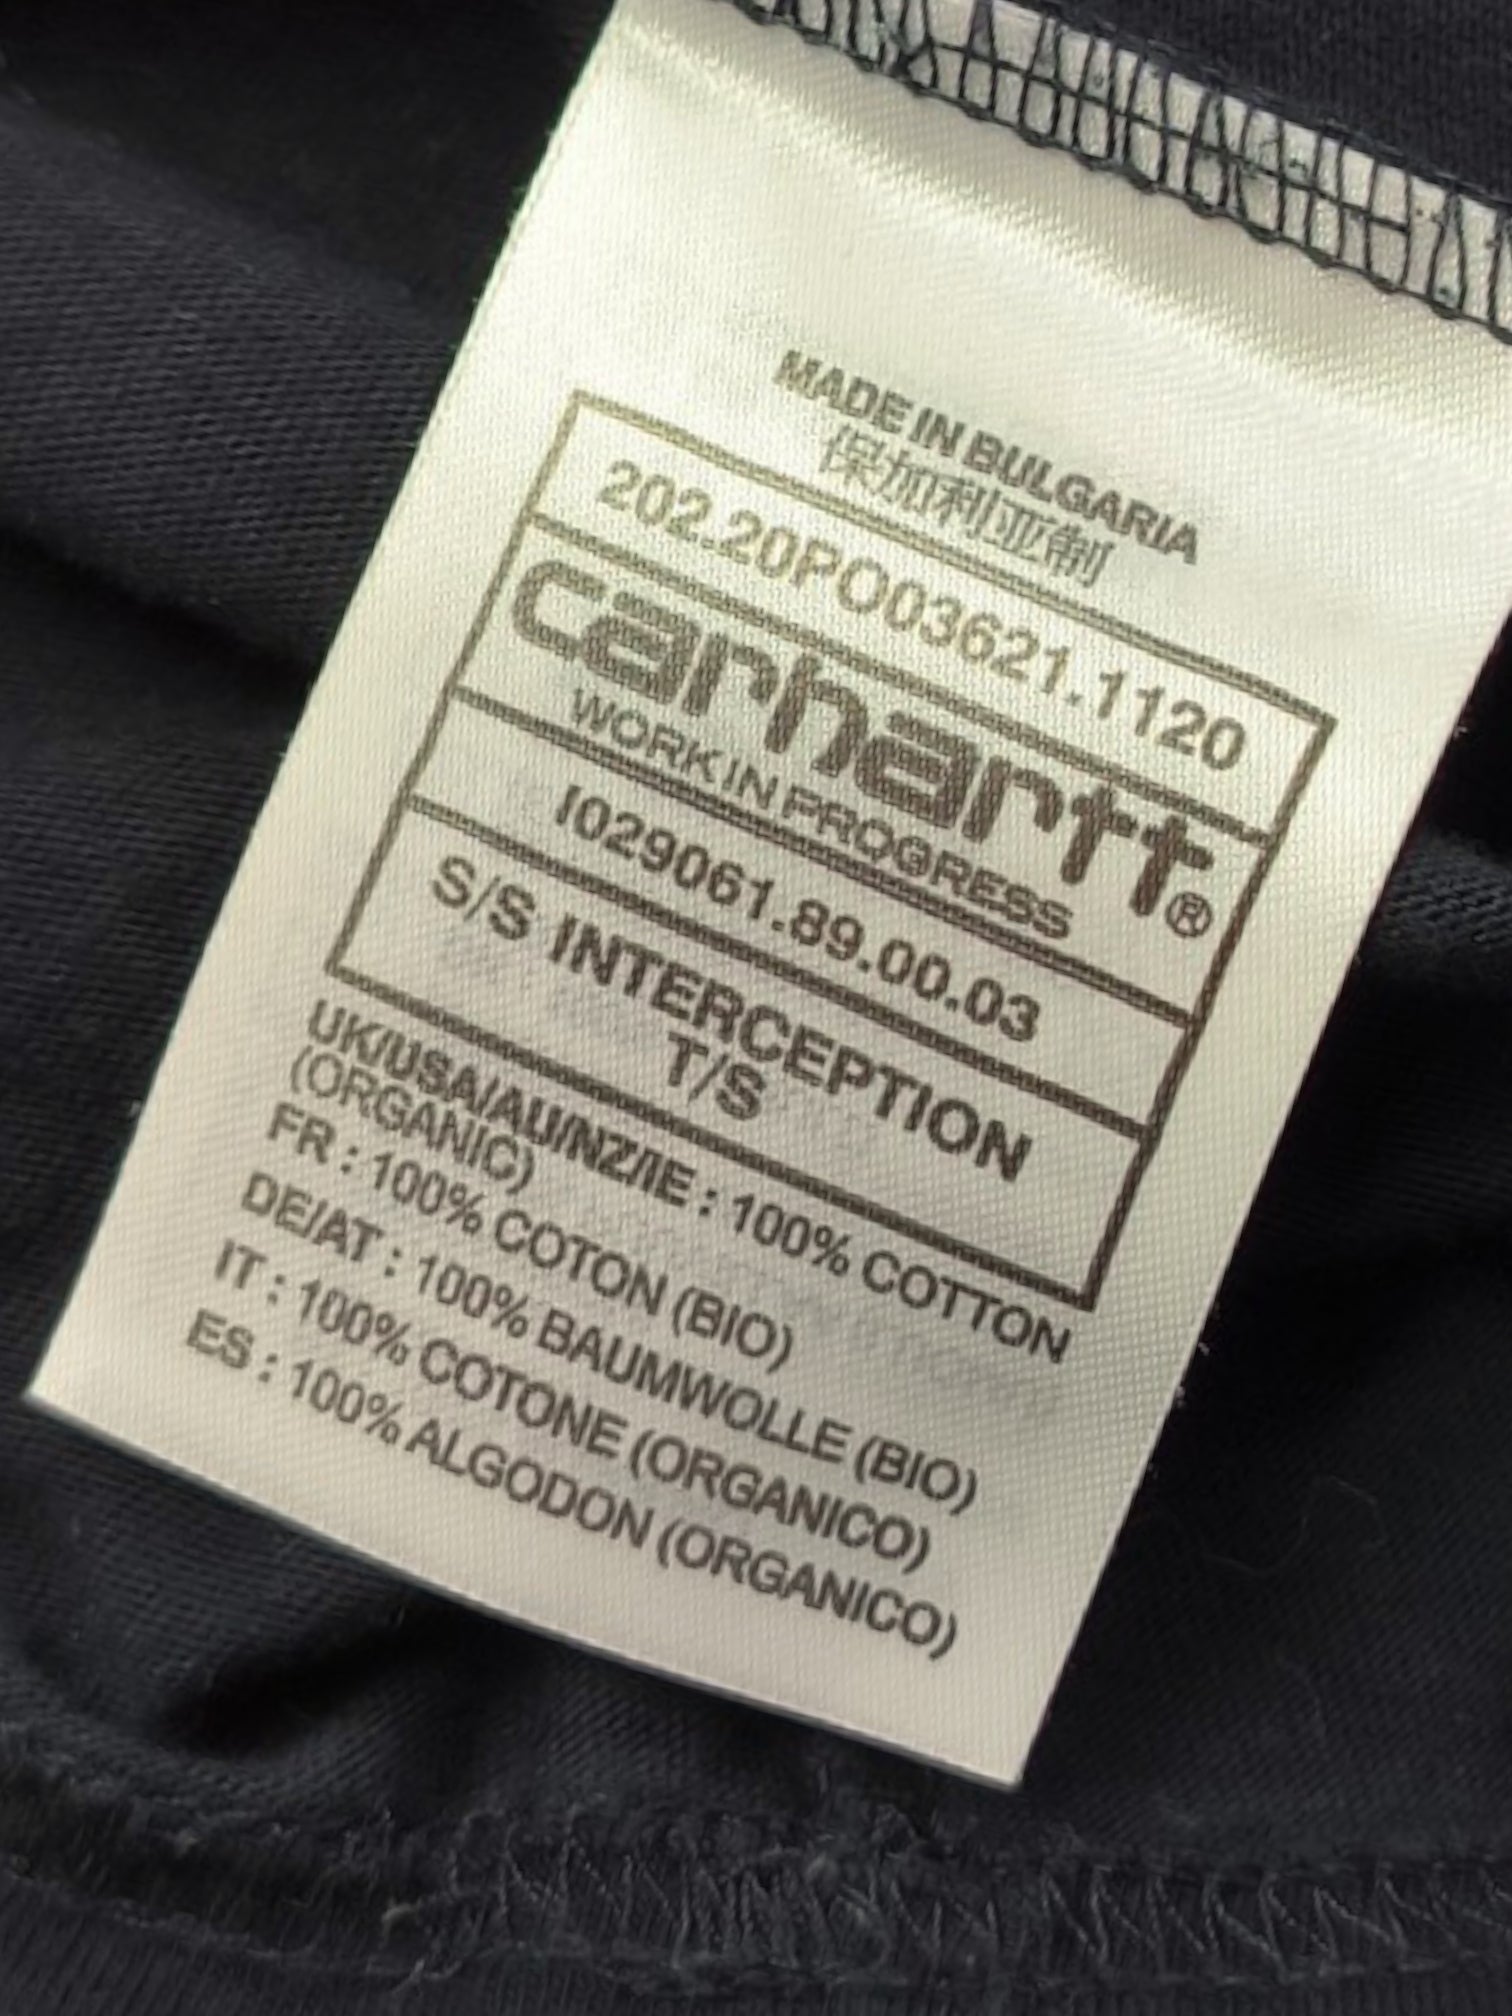 MADE IN BULGARIA
保加利亚制
202.20PO03621.1120
carhartt®
WORK IN PROGRESS
I029061.89.00.03
S/S INTERCEPTION
T/S
UK/USA/AU/NZ/IE : 100% COTTON
(ORGANIC)
FR : 100% COTON (BIO)
DE/AT : 100% BAUMWOLLE (BIO)
IT : 100% COTONE (ORGANICO)
ES : 100% ALGODON (ORGANICO)